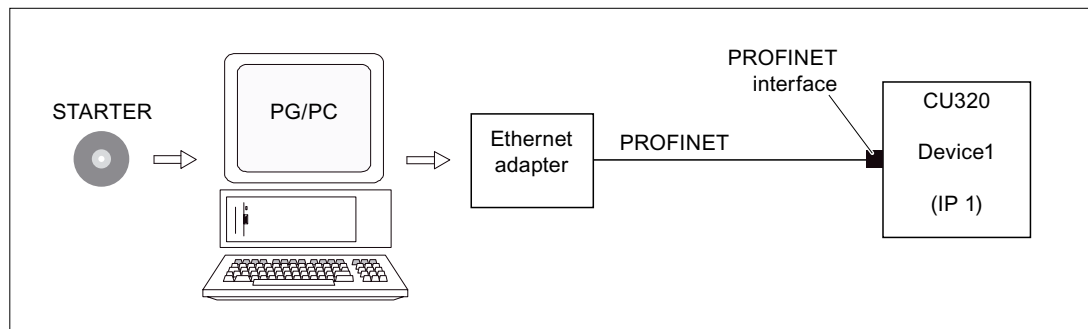 STARTER
PG/PC
Ethernet
adapter
PROFINET
PROFINET
interface
CU320
Device1
(IP 1)